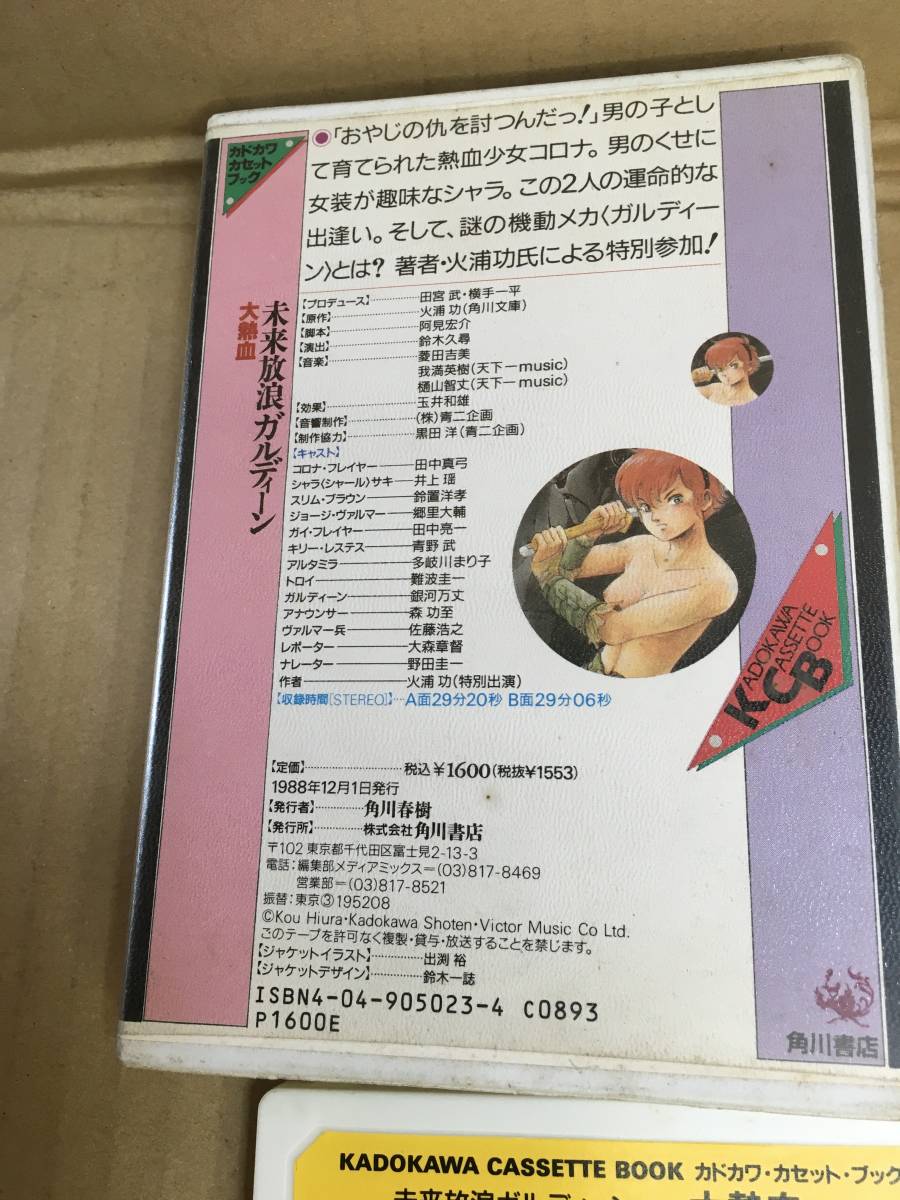 カドカワ
カセット
ブック
大熱血
未来放浪ガルディーン
●「おやじの仇を討つんだっ!」男の子とし
て育てられた熱血少女コロナ。男のくせに
女装が趣味なシャラ。この2人の運命的な
出逢い。そして、謎の機動メカ〈ガルディー
ン〉とは? 著者・火浦功氏による特別参加!
【プロデュース】…………田宮 武・横手一平
【原作】…………火浦 功(角川文庫)
【脚本】…………阿見宏介
【演出】…………鈴木久尋
【音楽】…………菱田吉美
我満英樹(天下一music)
樋山智丈(天下一music)
【効果】…………玉井和雄
【音響制作】…………(株)青二企画
【制作協力】…………黒田 洋(青二企画)
【キャスト】
コロナ・フレイヤー――田中真弓
シャラ〈シャール〉サキ――井上 瑶
スリム・ブラウン――鈴置洋孝
ジョージ・ヴァルマー――郷里大輔
ガイ・フレイヤー――田中亮一
キリー・レステス――青野 武
アルタミラ――多岐川まり子
トロイ――難波圭一
ガルディーン――銀河万丈
アナウンサー――森 功至
ヴァルマー兵――佐藤浩之
レポーター――大森章督
ナレーター――野田圭一
作者――火浦 功(特別出演)
【収録時間[STEREO]】…A面29分20秒 B面29分06秒
【定価】…………税込¥1600(税抜¥1553)
1988年12月1日発行
【発行者】…………角川春樹
【発行所】…………株式会社角川書店
〒102 東京都千代田区富士見2-13-3
電話:編集部メディアミックス=(03)817-8469
営業部=(03)817-8521
振替:東京③195208
©Kou Hiura・Kadokawa Shoten・Victor Music Co Ltd.
このテープを許可なく複製・貸与・放送することを禁じます。
【ジャケットイラスト】…………出渕 裕
【ジャケットデザイン】…………鈴木一誌
ISBN4-04-905023-4 C0893
P1600E
KADOKAWA
CASSETTE
BOOK
角川書店
KADOKAWA CASSETTE BOOK カドカワ・カセット・ブック
未来放浪ガルディーン 大熱血